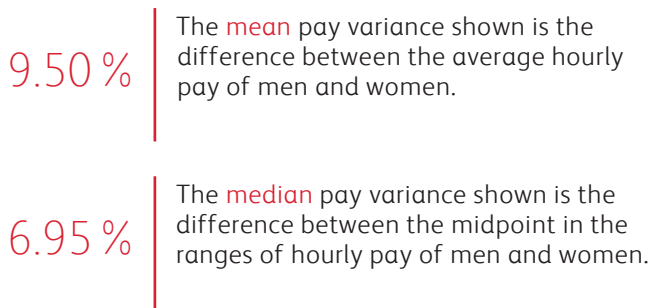 9.50 %
The mean pay variance shown is the
difference between the average hourly
pay of men and women.
6.95 %
The median pay variance shown is the
difference between the midpoint in the
ranges of hourly pay of men and women.